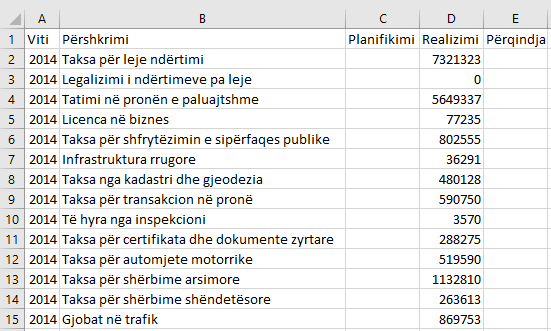 A B C D E
1 Viti Përshkrimi Planifikimi Realizimi Përqindja
2 2014 Taksa për leje ndërtimi 7321323
3 2014 Legalizimi i ndërtimeve pa leje 0
4 2014 Tatimi në pronën e paluajtshme 5649337
5 2014 Licenca në biznes 77235
6 2014 Taksa për shfrytëzimin e sipërfaqes publike 802555
7 2014 Infrastruktura rrugore 36291
8 2014 Taksa nga kadastri dhe gjeodezia 480128
9 2014 Taksa për transakcion në pronë 590750
10 2014 Të hyra nga inspekcioni 3570
11 2014 Taksa për certifikata dhe dokumente zyrtare 288275
12 2014 Taksa për automjete motorrike 519590
13 2014 Taksa për shërbime arsimore 1132810
14 2014 Taksa për shërbime shëndetësore 263613
15 2014 Gjobat në trafik 869753